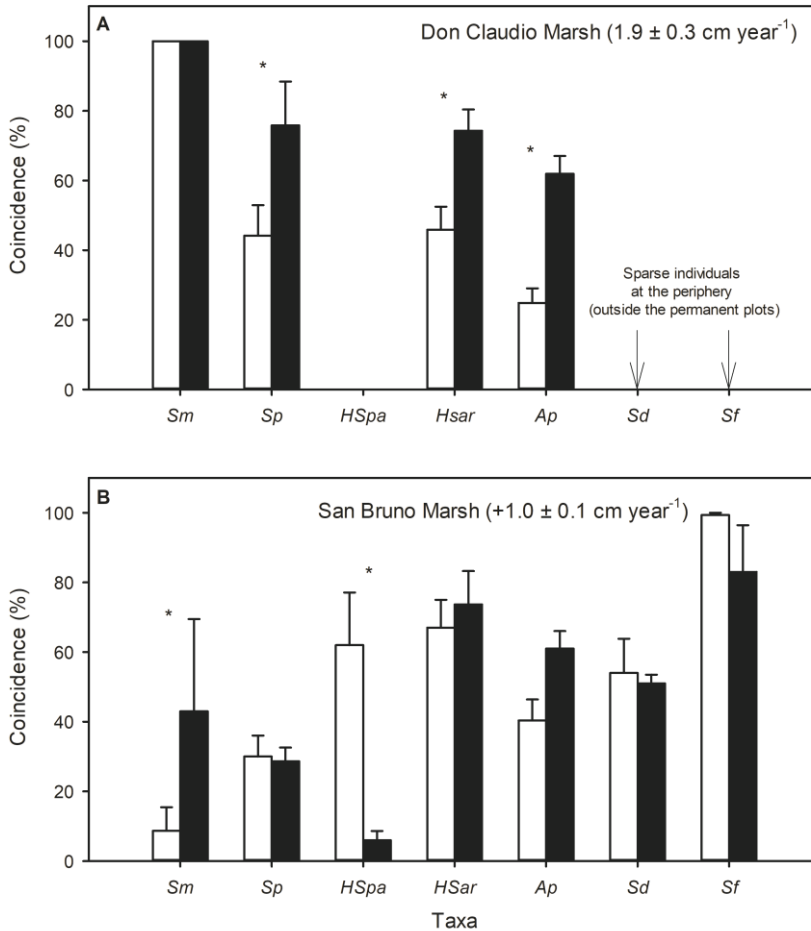 A
Don Claudio Marsh (1.9 ± 0.3 cm year⁻¹)
100
80
60
40
20
0
Coincidence (%)
*
*
*
Sparse individuals
at the periphery
(outside the permanent plots)
Sm Sp HSpa Hsar Ap Sd Sf
B
San Bruno Marsh (+1.0 ± 0.1 cm year⁻¹)
100
80
60
40
20
0
Coincidence (%)
*
*
Sm Sp HSpa HSar Ap Sd Sf
Taxa